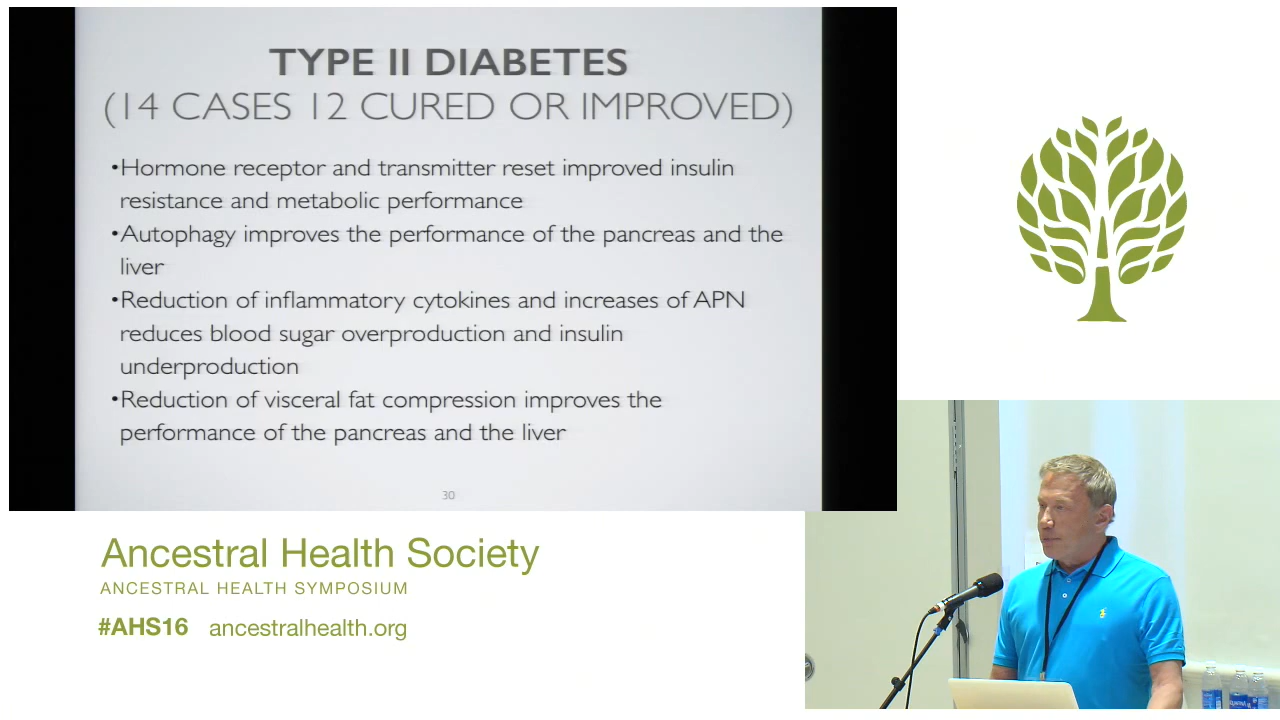 TYPE II DIABETES
(14 CASES 12 CURED OR IMPROVED)
•Hormone receptor and transmitter reset improved insulin
resistance and metabolic performance
•Autophagy improves the performance of the pancreas and the
liver
•Reduction of inflammatory cytokines and increases of APN
reduces blood sugar overproduction and insulin
underproduction
•Reduction of visceral fat compression improves the
performance of the pancreas and the liver
30
Ancestral Health Society
ANCESTRAL HEALTH SYMPOSIUM
#AHS16 ancestralhealth.org